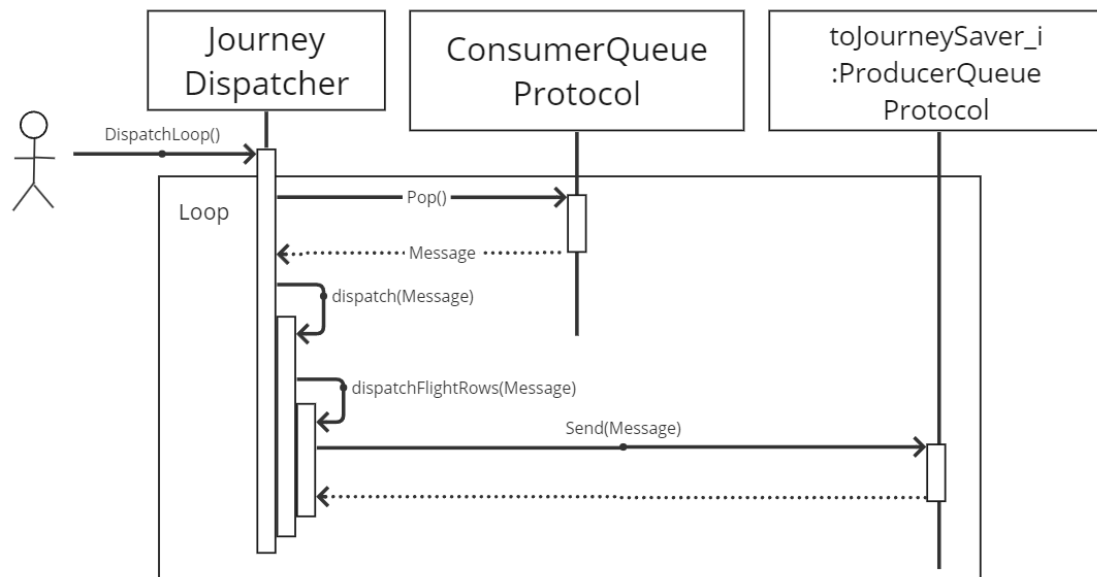 Journey
Dispatcher
ConsumerQueue
Protocol
toJourneySaver_i
:ProducerQueue
Protocol
DispatchLoop()
Loop
Pop()
Message
dispatch(Message)
dispatchFlightRows(Message)
Send(Message)